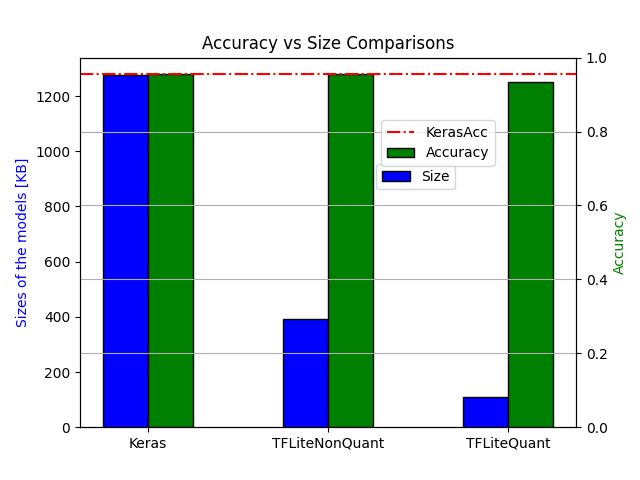 Accuracy vs Size Comparisons
Sizes of the models [KB]
1200
1000
800
600
400
200
0
KerasAcc
Accuracy
Size
1.0
0.8
0.6
0.4
0.2
0.0
Accuracy
Keras
TFLiteNonQuant
TFLiteQuant